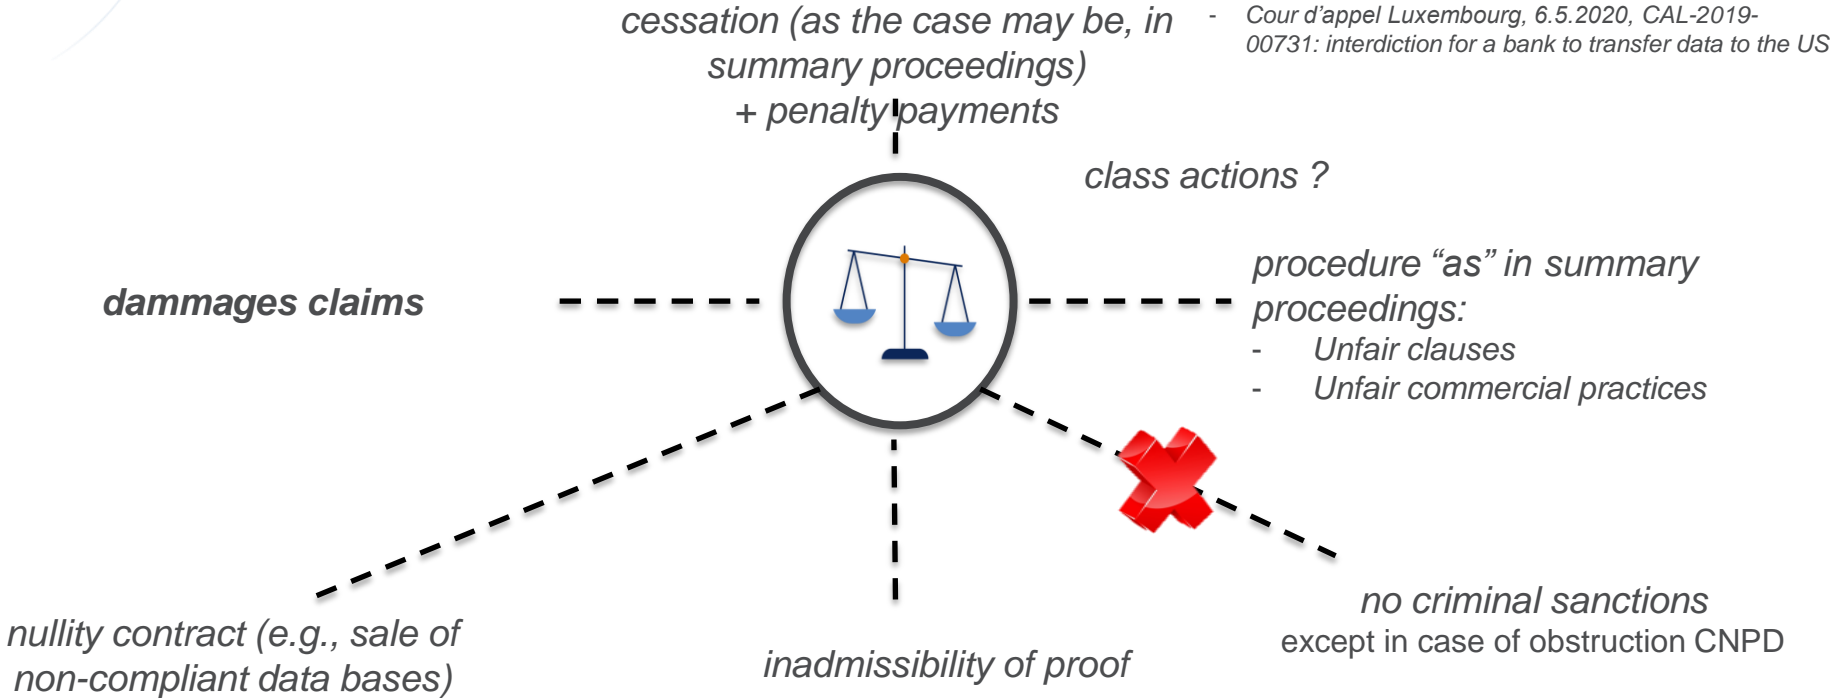 cessation (as the case may be, in
summary proceedings)
+ penalty payments
- Cour d’appel Luxembourg, 6.5.2020, CAL-2019-
00731: interdiction for a bank to transfer data to the US
class actions ?
dammages claims
procedure “as” in summary
proceedings:
- Unfair clauses
- Unfair commercial practices
nullity contract (e.g., sale of
non-compliant data bases)
inadmissibility of proof
no criminal sanctions
except in case of obstruction CNPD